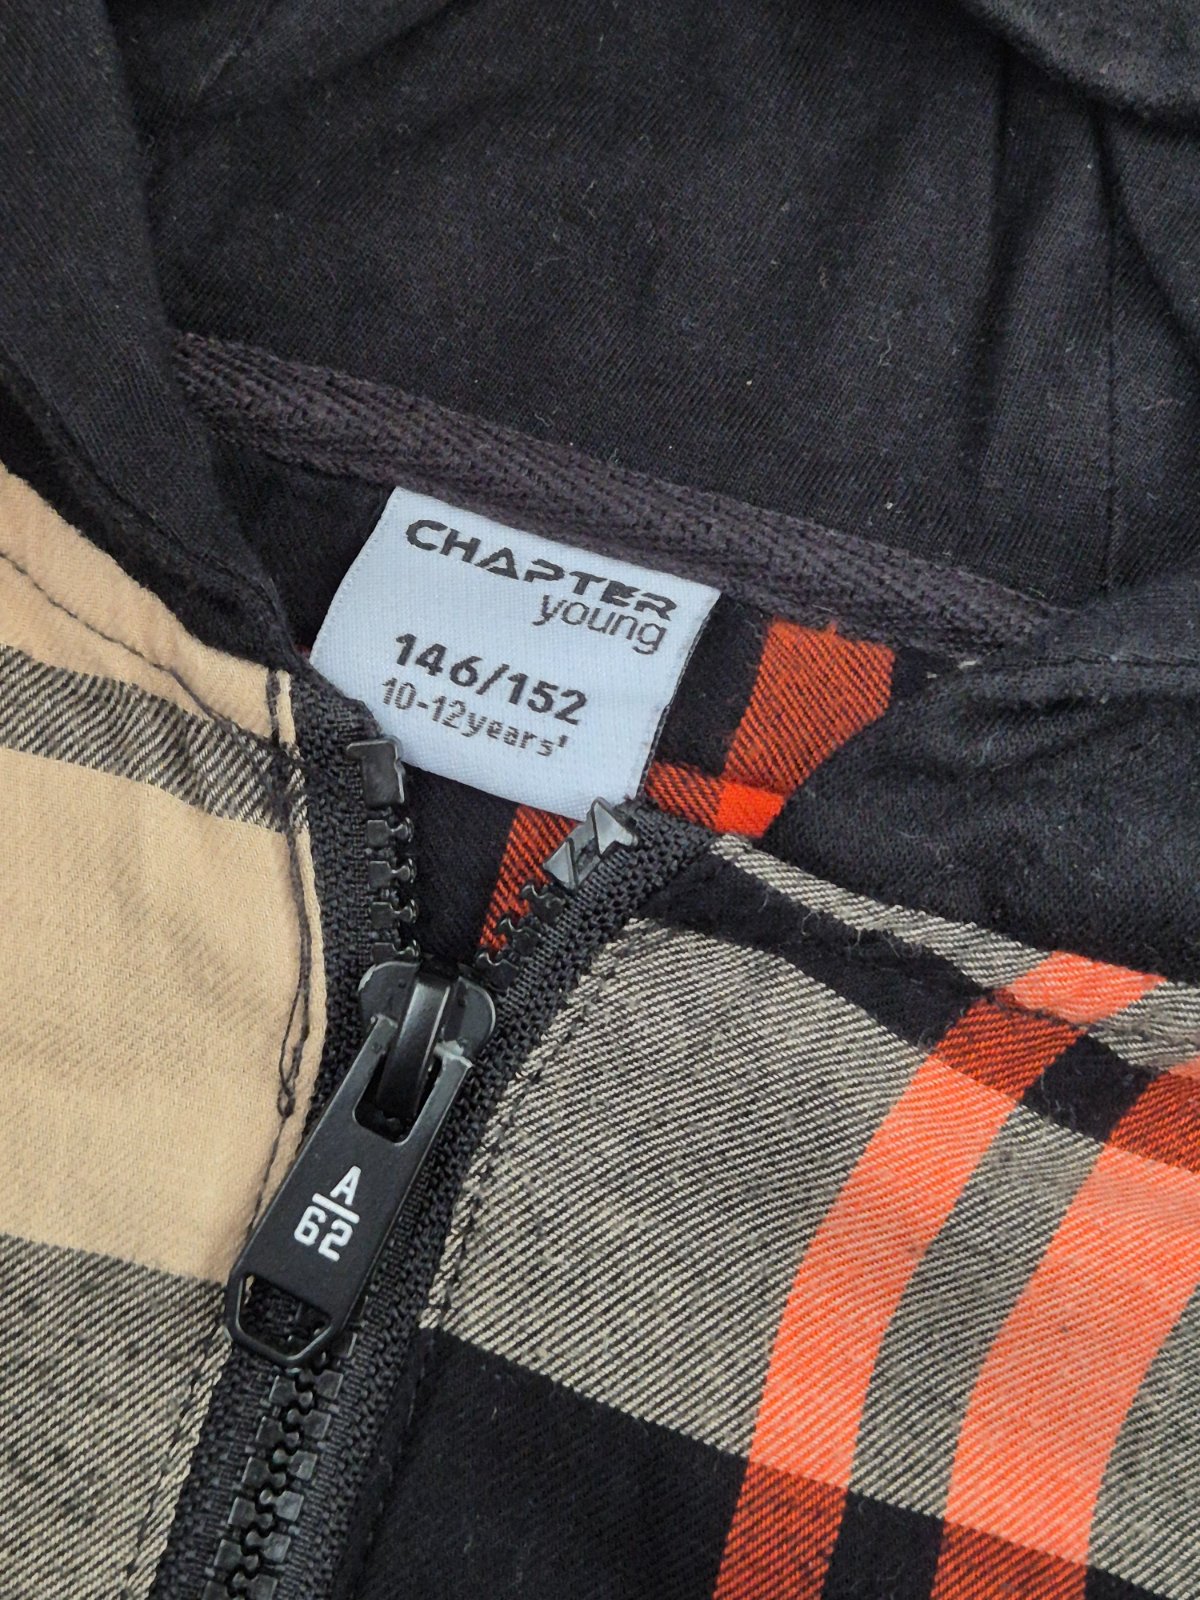 CHAPTER
young
146/152
10-12years'
A
62